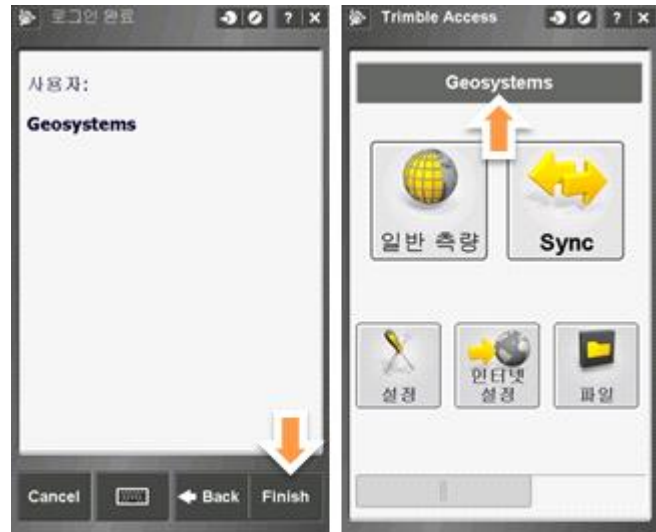 로그인 완료
? X
사용자:
Geosystems
Cancel
Back
Finish
Trimble Access
? X
Geosystems
일반 측량
Sync
설정
인터넷
설정
파일